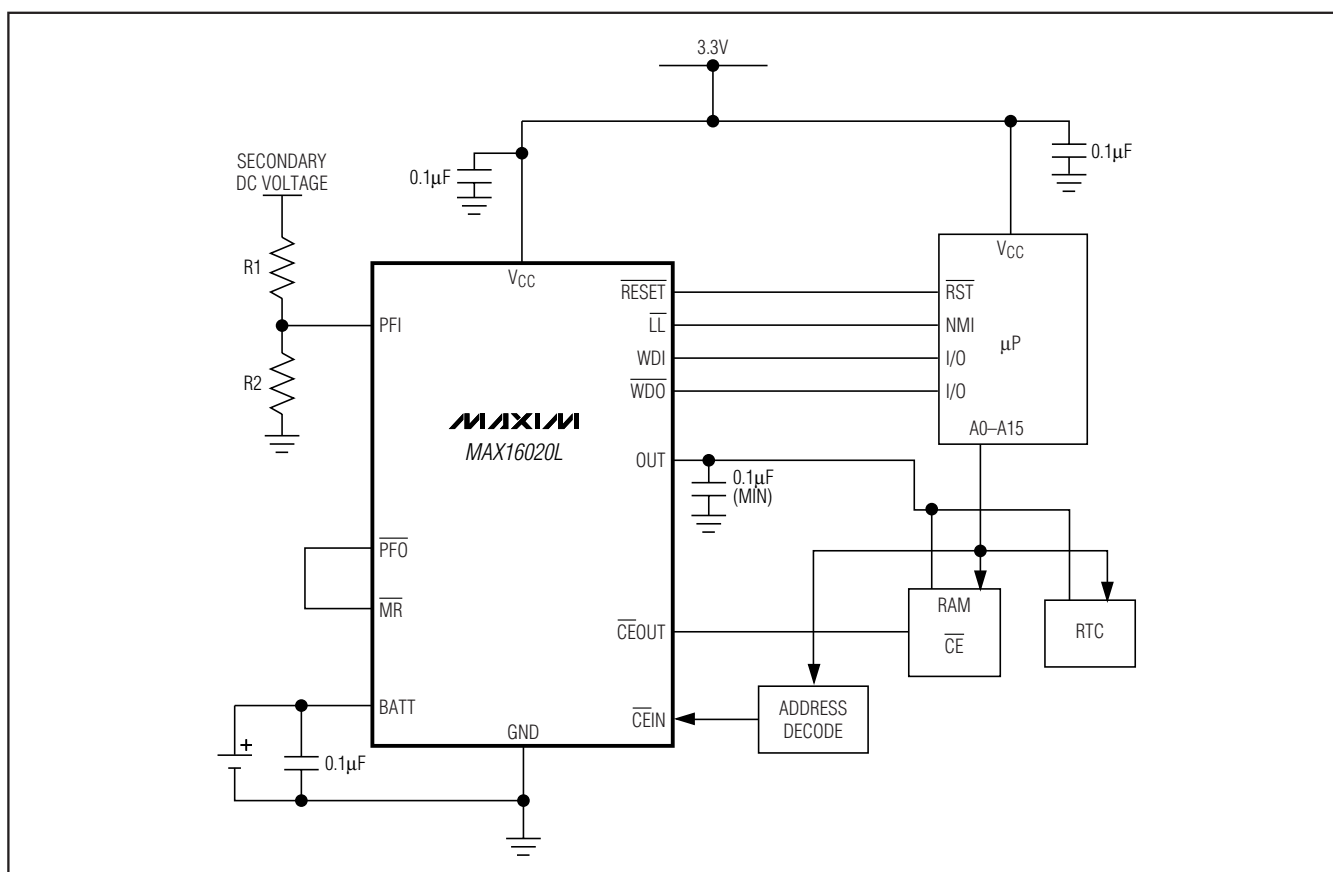 3.3V
0.1μF
0.1μF
SECONDARY
DC VOLTAGE
R1
R2
VCC
PFI
PFO
MR
BATT
GND
RESET
LL
WDI
WDO
OUT
CEOUT
CEIN
MAXIM
MAX16020L
VCC
RST
NMI
I/O
I/O
μP
A0–A15
0.1μF
(MIN)
RAM
CE
RTC
ADDRESS
DECODE
+
0.1μF